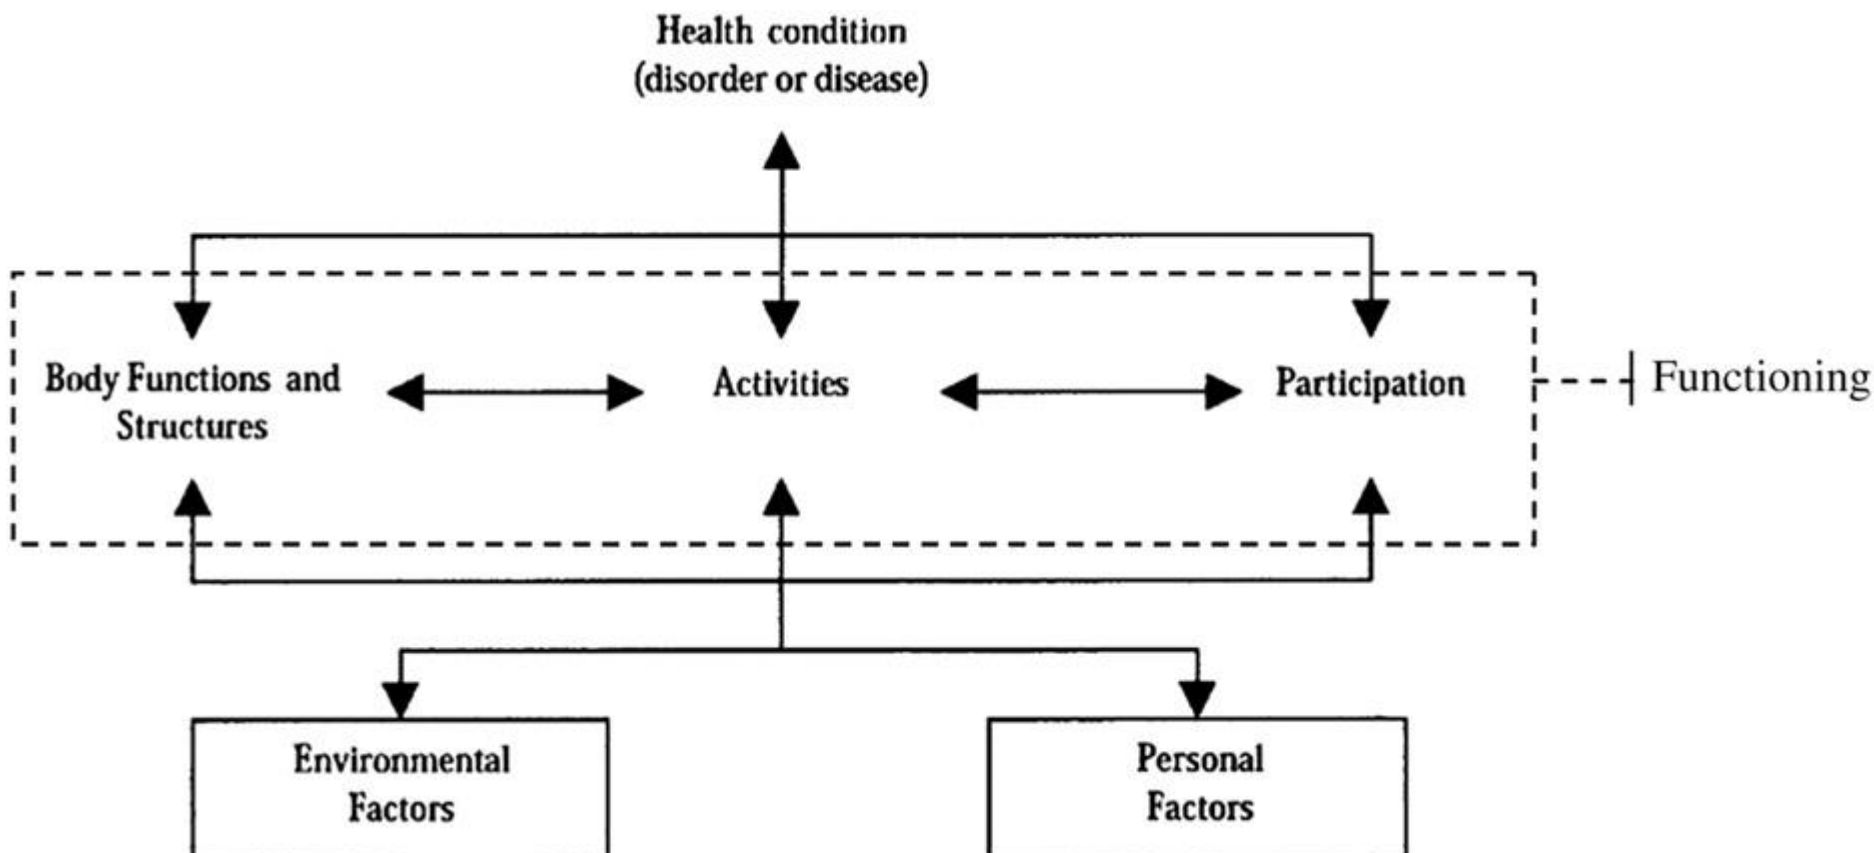 Health condition
(disorder or disease)
Body Functions and
Structures
Activities
Participation
Functioning
Environmental
Factors
Personal
Factors